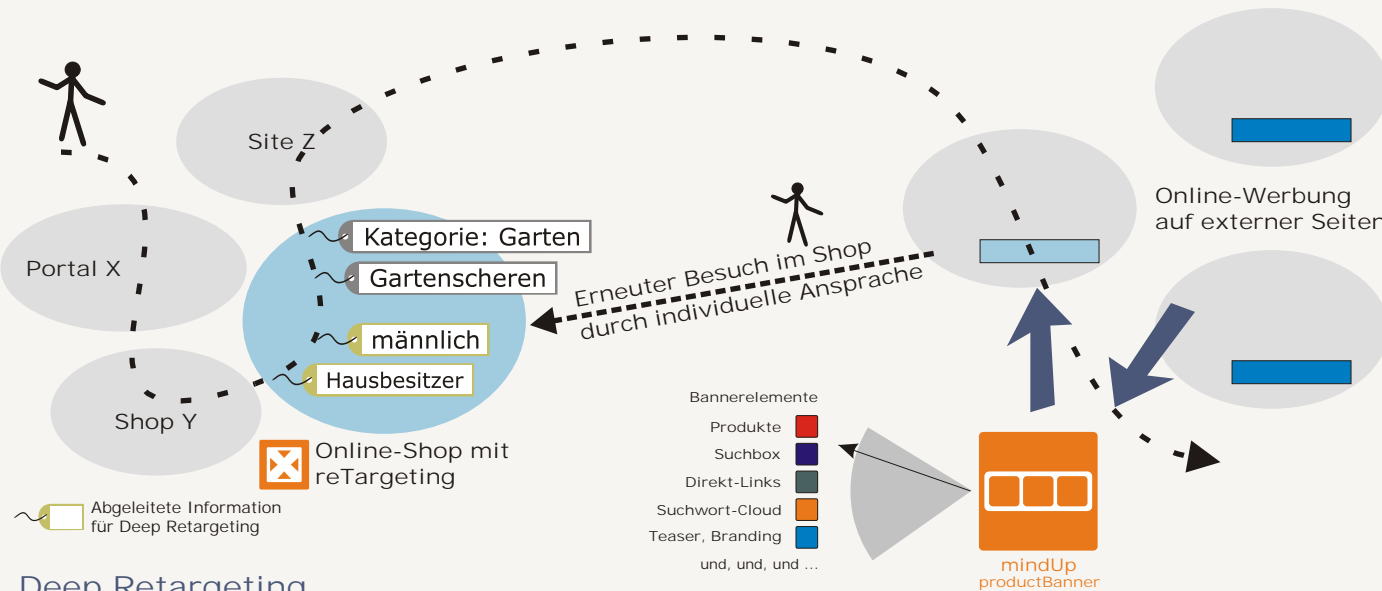 Site Z
Portal X
Shop Y
Kategorie: Garten
Gartenscheren
männlich
Hausbesitzer
Online-Shop mit
reTargeting
Abgeleitete Information
für Deep Retargeting
Erneuter Besuch im Shop
durch individuelle Ansprache
Online-Werbung
auf externer Seiten
Bannerelemente
Produkte
Suchbox
Direkt-Links
Suchwort-Cloud
Teaser, Branding
und, und, und ...
mindUp
productBanner
Deep Retargeting